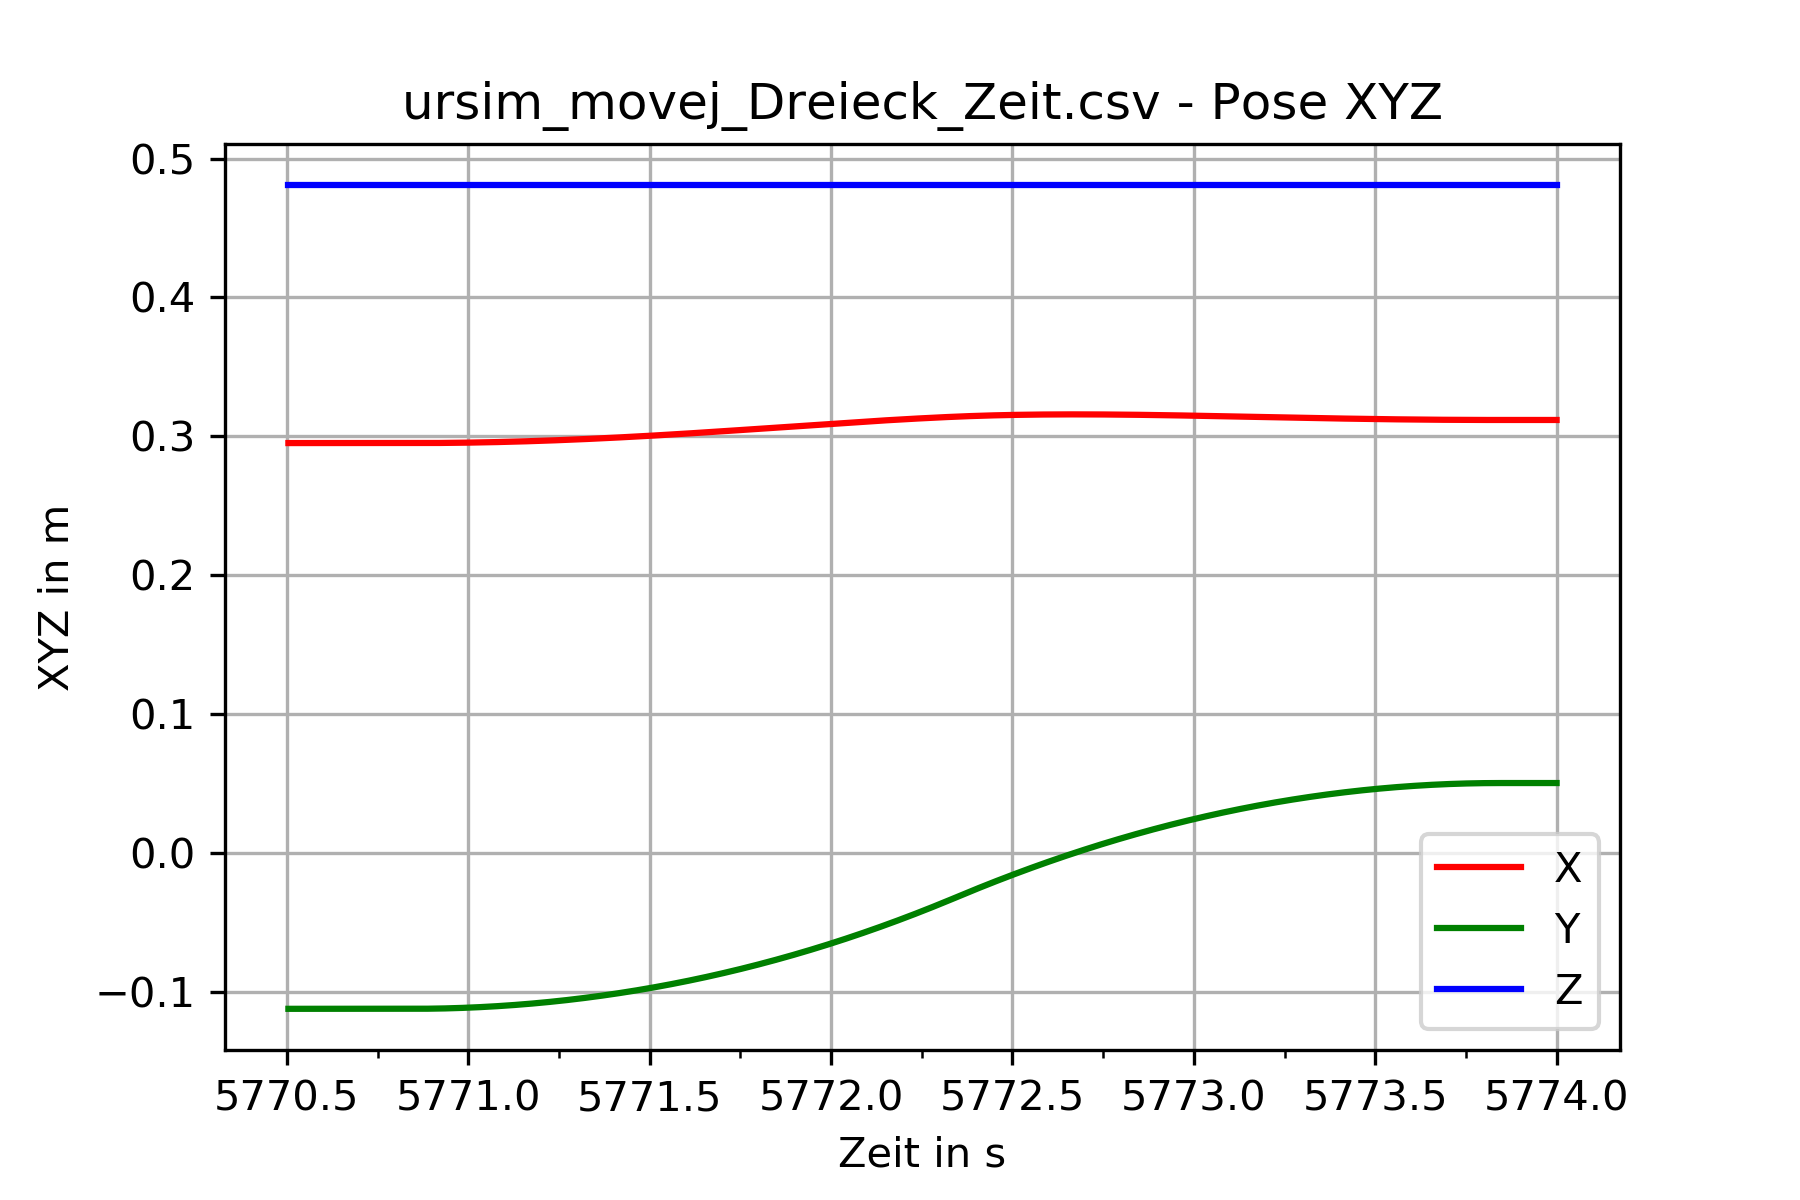 ursim_movej_Dreieck_Zeit.csv - Pose XYZ
XYZ in m
0.5
0.4
0.3
0.2
0.1
0.0
−0.1
X
Y
Z
5770.5 5771.0 5771.5 5772.0 5772.5 5773.0 5773.5 5774.0
Zeit in s